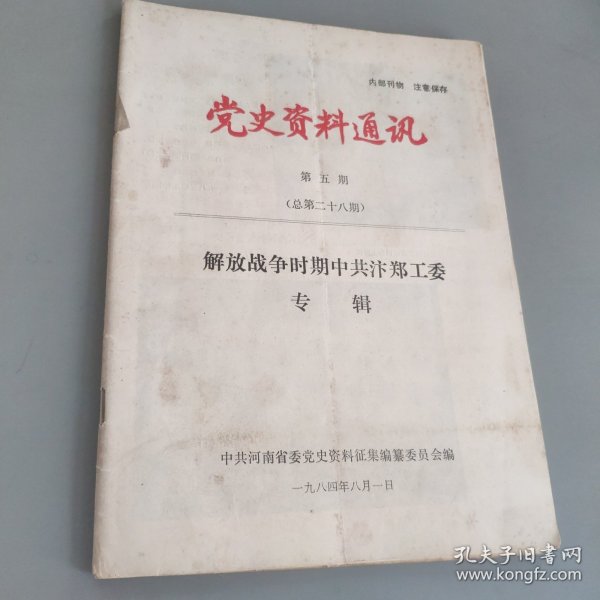 内部刊物 注意保存
党史资料通讯
第五期
(总第二十八期)
解放战争时期中共汴郑工委
专辑
中共河南省委党史资料征集编纂委员会编
一九八四年八月一日
孔夫子旧书网
www.kongfz.com